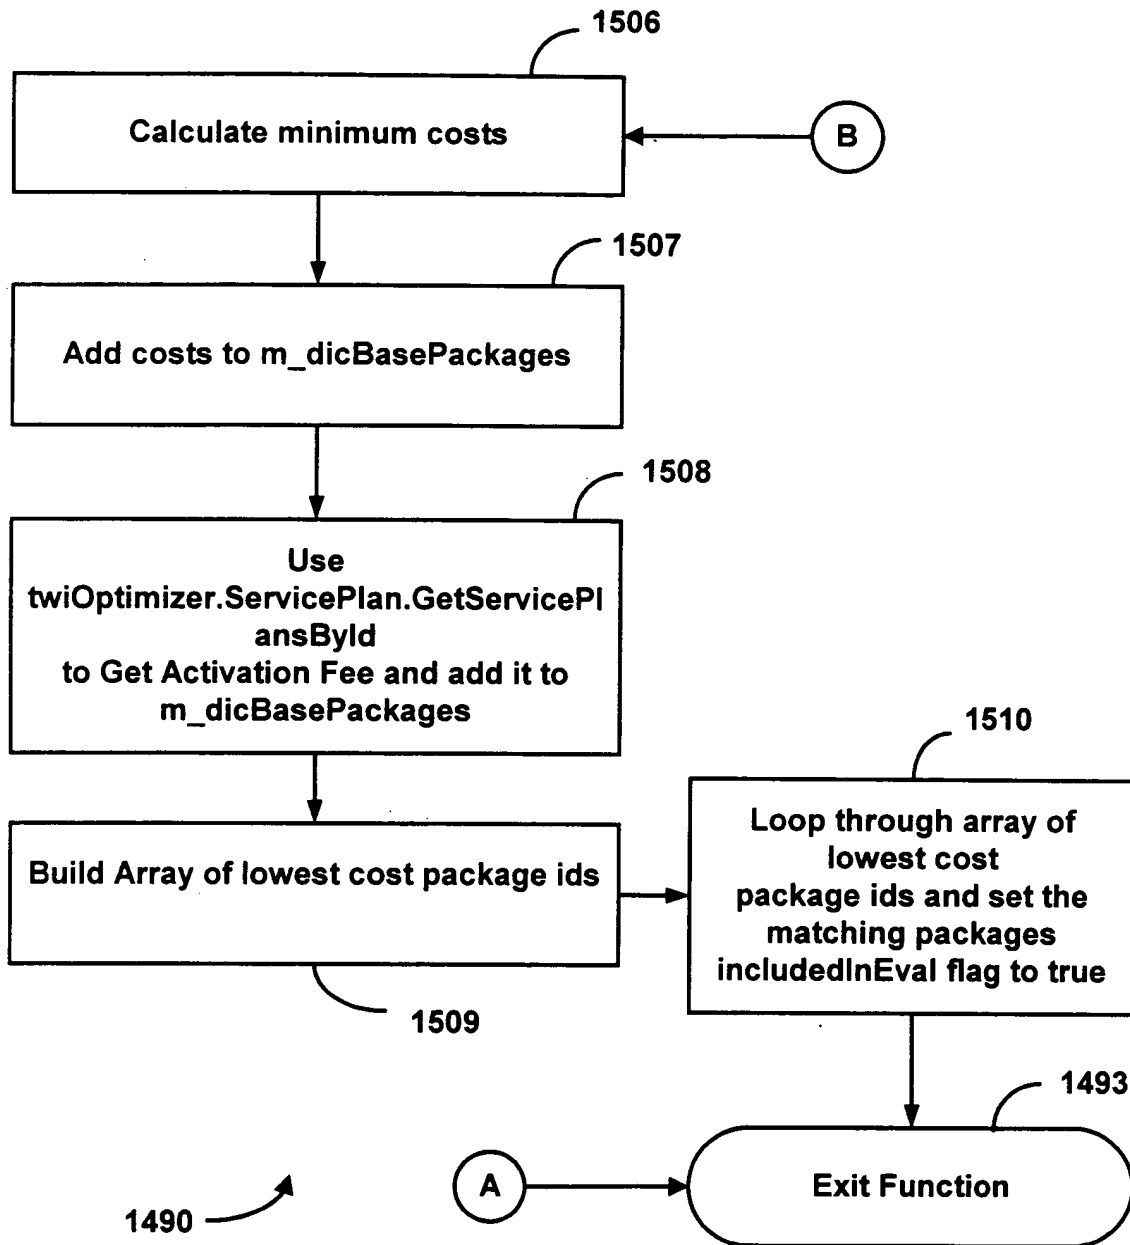 1506
Calculate minimum costs
B
1507
Add costs to m_dicBasePackages
1508
Use
twiOptimizer.ServicePlan.GetServicePl
ansById
to Get Activation Fee and add it to
m_dicBasePackages
1510
Build Array of lowest cost package ids
Loop through array of
lowest cost
package ids and set the
matching packages
includedInEval flag to true
1509
1493
A
Exit Function
1490